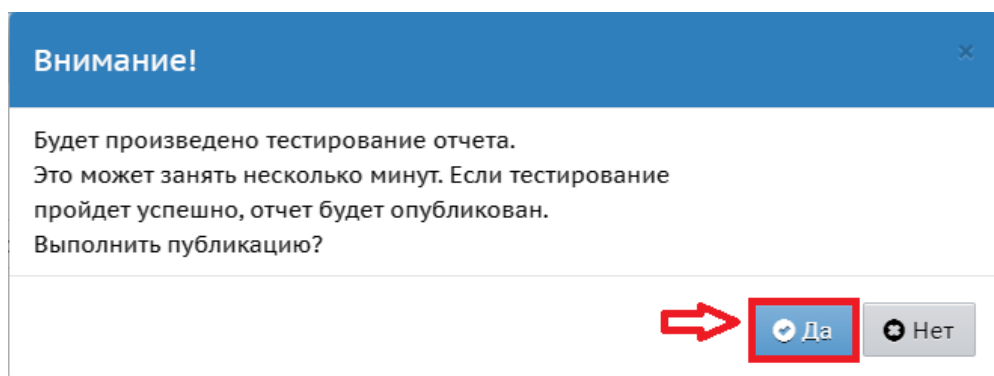 Внимание!
Будет произведено тестирование отчета.
Это может занять несколько минут. Если тестирование
пройдет успешно, отчет будет опубликован.
Выполнить публикацию?
Да
Нет